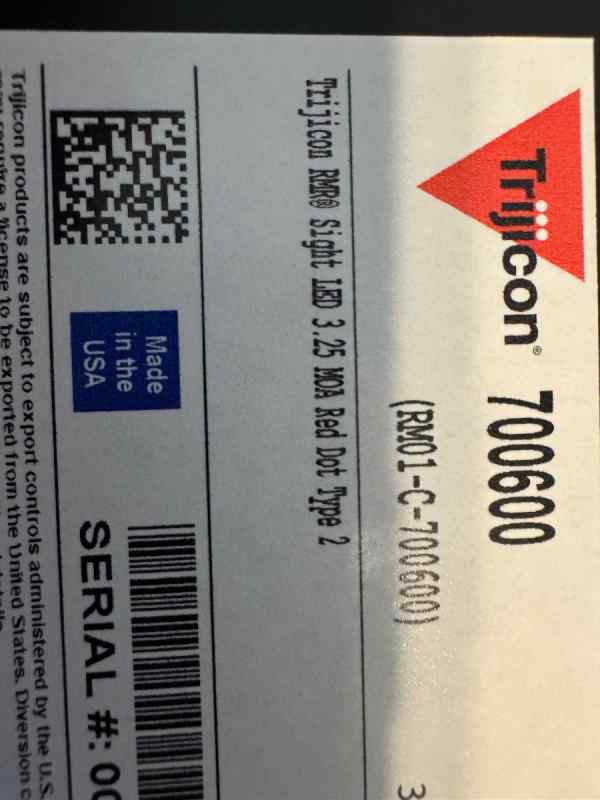 Trijicon® 700600
(RM01-C-700600)
3
Trijicon RMR® Sight LED 3.25 MOA Red Dot Type 2
Made
in the
USA
SERIAL #: 00
Trijicon products are subject to export controls administered by the U.S.
require a license to be exported from the United States. Diversion c